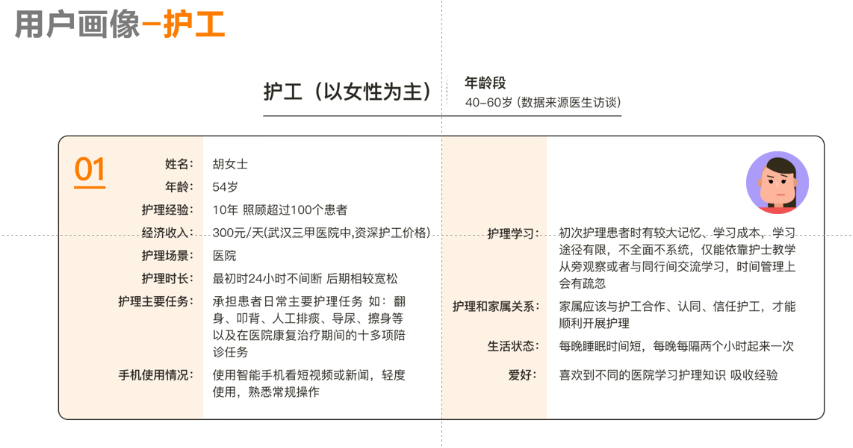 用户画像-护工
护工（以女性为主）
年龄段
40-60岁 (数据来源医生访谈)
01
姓名： 胡女士
年龄： 54岁
护理经验： 10年 照顾超过100个患者
经济收入： 300元/天(武汉三甲医院中,资深护工价格)
护理场景： 医院
护理时长： 最初时24小时不间断 后期相较宽松
护理主要任务： 承担患者日常主要护理任务 如：翻
身、叩背、人工排痰、导尿、擦身等
以及在医院康复治疗期间的十多项陪
诊任务
手机使用情况： 使用智能手机看短视频或新闻，轻度
使用，熟悉常规操作
护理学习： 初次护理患者时有较大记忆、学习成本，学习
途径有限，不全面不系统，仅能依靠护士教学
从旁观察或者与同行间交流学习，时间管理上
会有疏忽
护理和家属关系： 家属应该与护工合作、认同、信任护工，才能
顺利开展护理
生活状态： 每晚睡眠时间短，每晚每隔两个小时起来一次
爱好： 喜欢到不同的医院学习护理知识 吸收经验